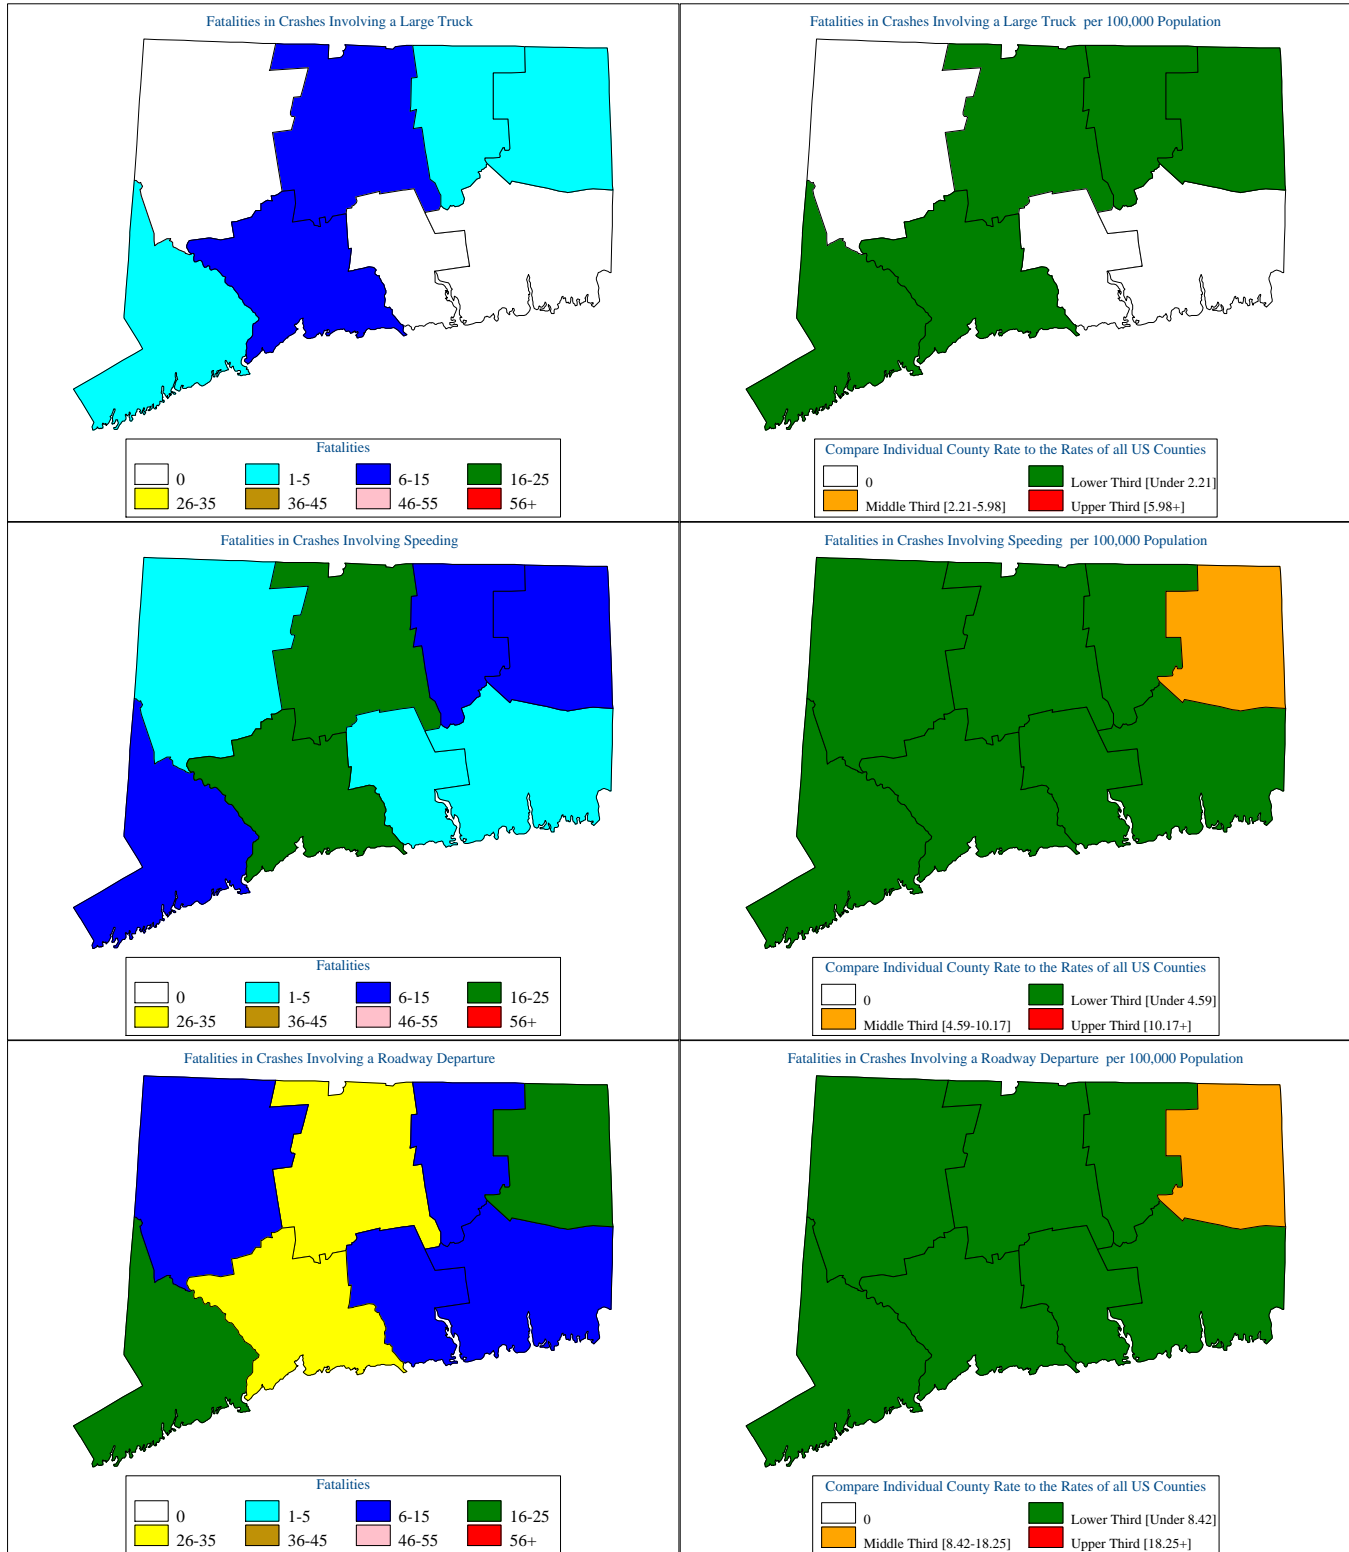 Fatalities in Crashes Involving a Large Truck
Fatalities
0
1-5
6-15
16-25
26-35
36-45
46-55
56+
Fatalities in Crashes Involving a Large Truck per 100,000 Population
Compare Individual County Rate to the Rates of all US Counties
0
Lower Third [Under 2.21]
Middle Third [2.21-5.98]
Upper Third [5.98+]
Fatalities in Crashes Involving Speeding
Fatalities
0
1-5
6-15
16-25
26-35
36-45
46-55
56+
Fatalities in Crashes Involving Speeding per 100,000 Population
Compare Individual County Rate to the Rates of all US Counties
0
Lower Third [Under 4.59]
Middle Third [4.59-10.17]
Upper Third [10.17+]
Fatalities in Crashes Involving a Roadway Departure
Fatalities
0
1-5
6-15
16-25
26-35
36-45
46-55
56+
Fatalities in Crashes Involving a Roadway Departure per 100,000 Population
Compare Individual County Rate to the Rates of all US Counties
0
Lower Third [Under 8.42]
Middle Third [8.42-18.25]
Upper Third [18.25+]